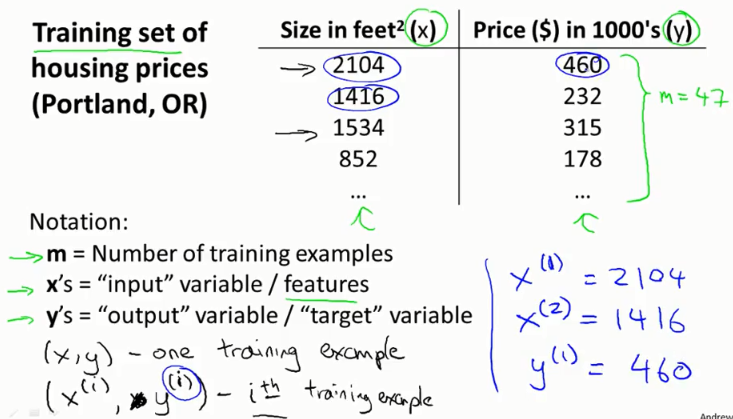 Training set of
housing prices
(Portland, OR)
Size in feet² (x) Price ($) in 1000's (y)
2104 460
1416 232
1534 315
852 178
... ...
m = 47
Notation:
m = Number of training examples
x's = “input” variable / features
y's = “output” variable / “target” variable
(x, y) - one training example
(x⁽ⁱ⁾, y⁽ⁱ⁾) - iᵗʰ training example
x⁽¹⁾ = 2104
x⁽²⁾ = 1416
y⁽¹⁾ = 460
Andrew